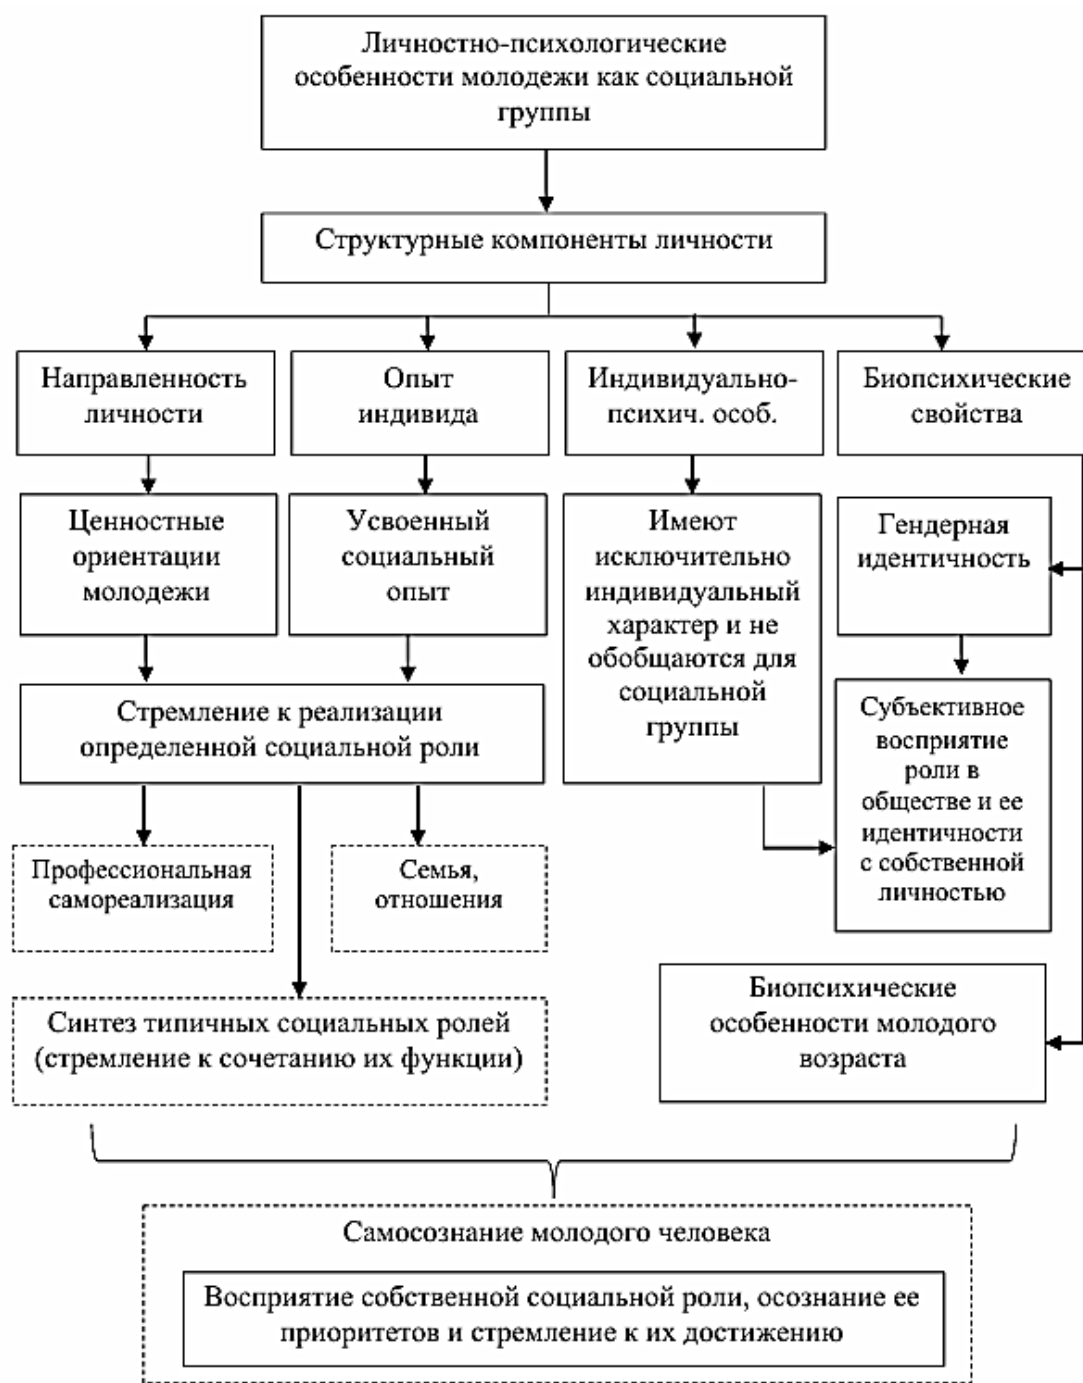 Личностно-психологические
особенности молодежи как социальной
группы
Структурные компоненты личности
Направленность
личности
Опыт
индивида
Индивидуально-
психич. особ.
Биопсихические
свойства
Ценностные
ориентации
молодежи
Усвоенный
социальный
опыт
Имеют
исключительно
индивидуальный
характер и не
обобщаются для
социальной
группы
Гендерная
идентичность
Стремление к реализации
определенной социальной роли
Субъективное
восприятие
роли в
обществе и ее
идентичности
с собственной
личностью
Профессиональная
самореализация
Семья,
отношения
Синтез типичных социальных ролей
(стремление к сочетанию их функции)
Биопсихические
особенности молодого
возраста
Самосознание молодого человека
Восприятие собственной социальной роли, осознание ее
приоритетов и стремление к их достижению